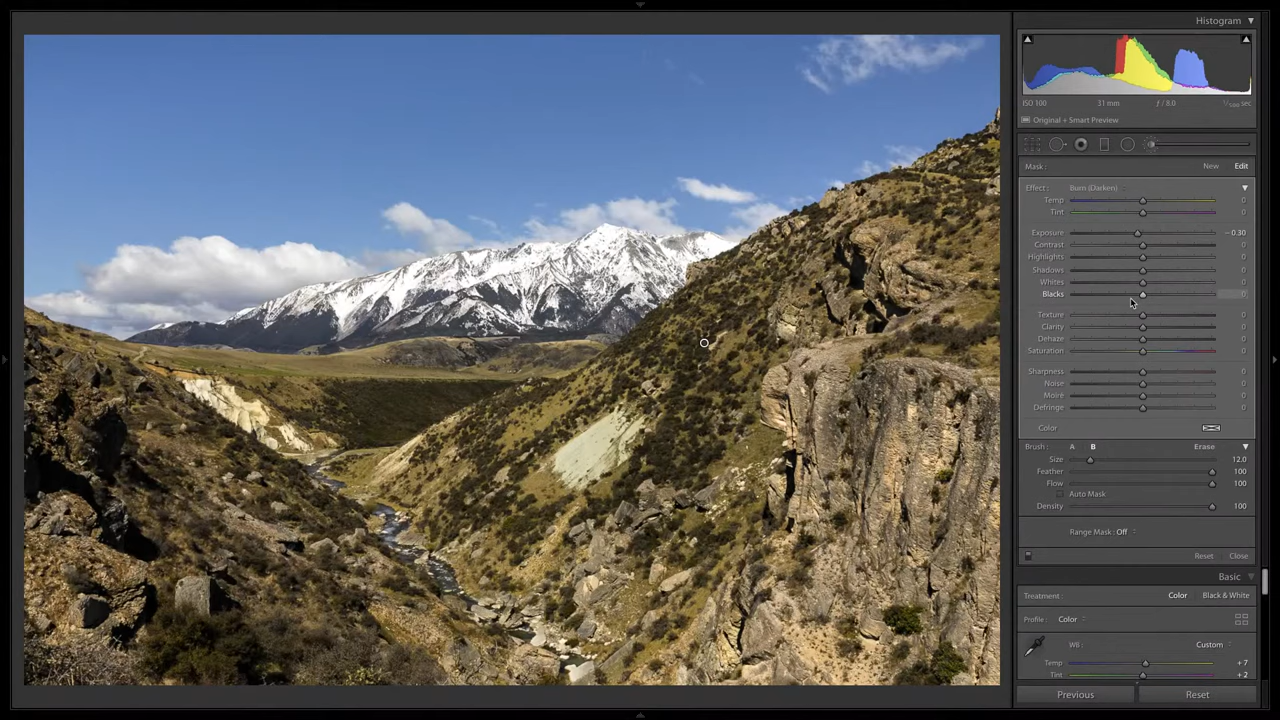 Histogram
ISO 100 31 mm ƒ / 8.0 1/500 sec
Original + Smart Preview
Mask : New Edit
Effect : Burn (Darken)
Temp 0
Tint 0
Exposure −0.30
Contrast 0
Highlights 0
Shadows 0
Whites 0
Blacks 0
Texture 0
Clarity 0
Dehaze 0
Saturation 0
Sharpness 0
Noise 0
Moiré 0
Defringe 0
Color
Brush : A B Erase
Size 12.0
Feather 100
Flow 100
Auto Mask
Density 100
Range Mask : Off
Reset Close
Basic
Treatment : Color Black & White
Profile : Color
WB : Custom
Temp +7
Tint +2
Previous Reset